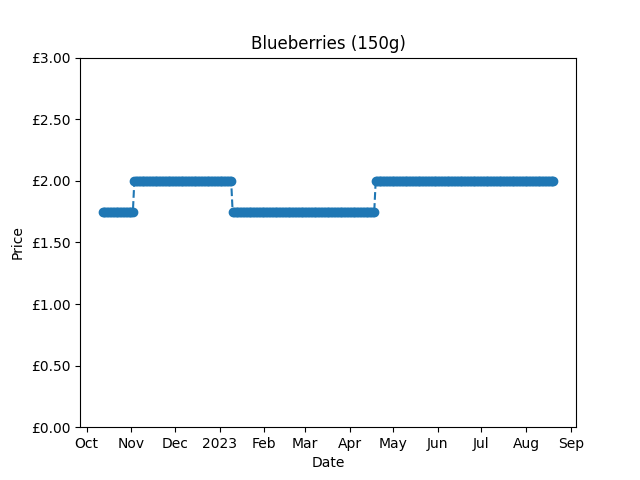 Blueberries (150g)
£3.00
£2.50
£2.00
£1.50
£1.00
£0.50
£0.00
Price
Oct Nov Dec 2023 Feb Mar Apr May Jun Jul Aug Sep
Date